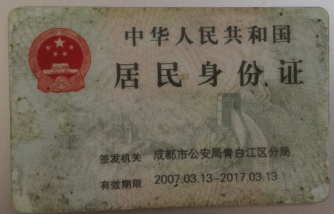 中华人民共和国
居民身份证
签发机关 成都市公安局青白江区分局
有效期限 2007.03.13-2017.03.13